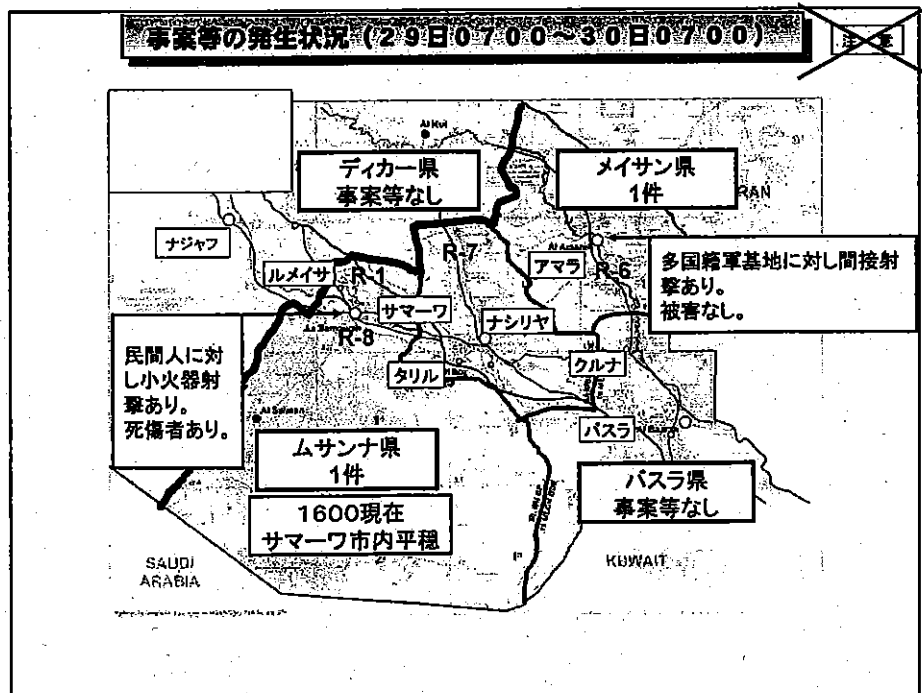 事案等の発生状況（29日0700～30日0700）
注意
Al Kut
ディカー県
事案等なし
メイサン県
1件
RAN
ナジャフ
ルメイサ
R-1
サマーワ
R-7
Al Amarah
アマラ
R-6
多国籍軍基地に対し間接射
撃あり。
被害なし。
R-8
ナシリヤ
クルナ
タリル
バスラ
民間人に対
し小火器射
撃あり。
死傷者あり。
Al Salman
ムサンナ県
1件
1600現在
サマーワ市内平穏
バスラ県
事案等なし
SAUDI
ARABIA
KUWAIT